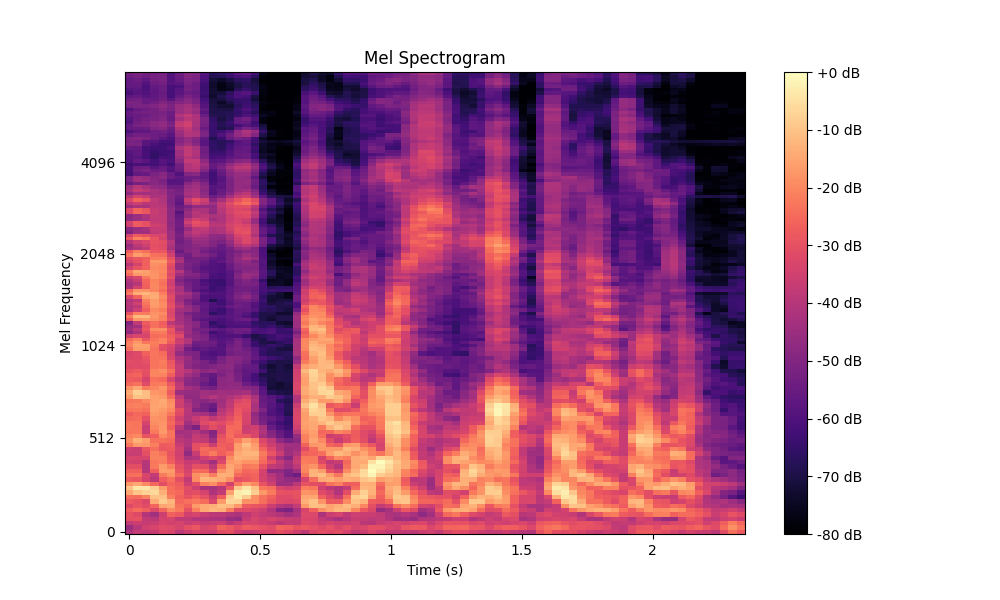 Mel Spectrogram
+0 dB
-10 dB
-20 dB
-30 dB
-40 dB
-50 dB
-60 dB
-70 dB
-80 dB
Mel Frequency
4096
2048
1024
512
0
0 0.5 1 1.5 2
Time (s)